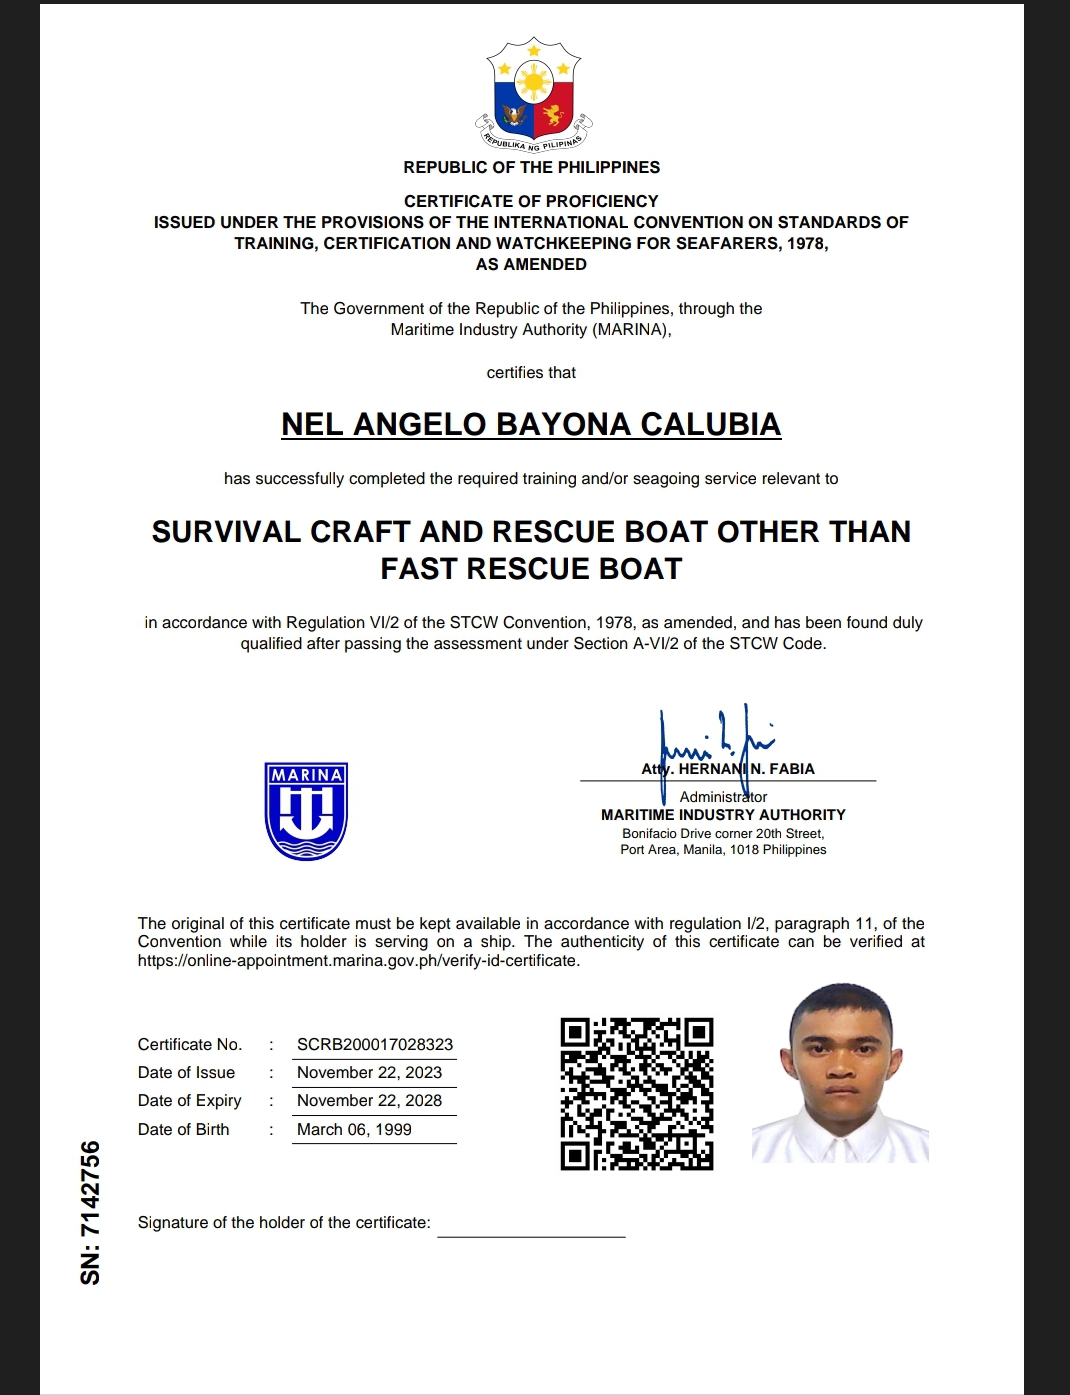 REPUBLIKA NG PILIPINAS
REPUBLIC OF THE PHILIPPINES
CERTIFICATE OF PROFICIENCY
ISSUED UNDER THE PROVISIONS OF THE INTERNATIONAL CONVENTION ON STANDARDS OF
TRAINING, CERTIFICATION AND WATCHKEEPING FOR SEAFARERS, 1978,
AS AMENDED
The Government of the Republic of the Philippines, through the
Maritime Industry Authority (MARINA),
certifies that
NEL ANGELO BAYONA CALUBIA
has successfully completed the required training and/or seagoing service relevant to
SURVIVAL CRAFT AND RESCUE BOAT OTHER THAN
FAST RESCUE BOAT
in accordance with Regulation VI/2 of the STCW Convention, 1978, as amended, and has been found duly
qualified after passing the assessment under Section A-VI/2 of the STCW Code.
MARINA
Atty. HERNANI N. FABIA
Administrator
MARITIME INDUSTRY AUTHORITY
Bonifacio Drive corner 20th Street,
Port Area, Manila, 1018 Philippines
The original of this certificate must be kept available in accordance with regulation I/2, paragraph 11, of the
Convention while its holder is serving on a ship. The authenticity of this certificate can be verified at
https://online-appointment.marina.gov.ph/verify-id-certificate.
Certificate No. : SCRB200017028323
Date of Issue : November 22, 2023
Date of Expiry : November 22, 2028
Date of Birth : March 06, 1999
SN: 7142756
Signature of the holder of the certificate: